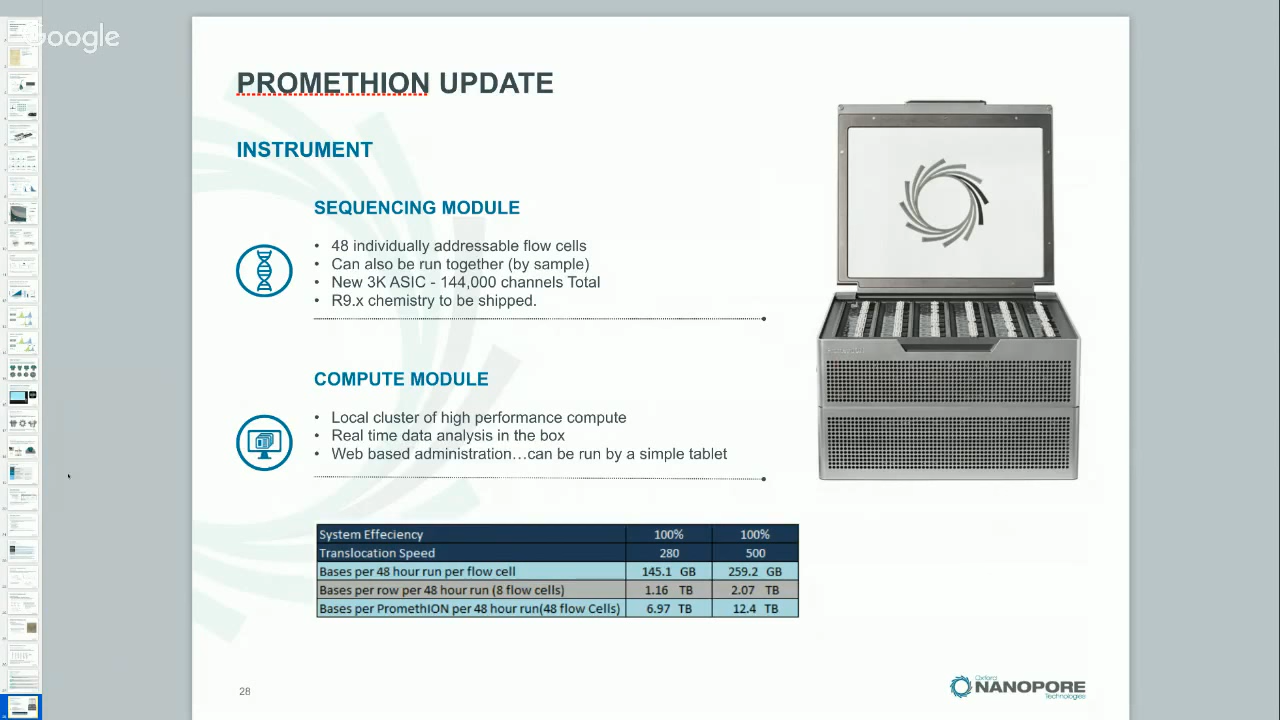 Google
PROMETHION UPDATE
INSTRUMENT
SEQUENCING MODULE
• 48 individually addressable flow cells
• Can also be run together (by sample)
• New 3K ASIC - 144,000 channels Total
• R9.x chemistry to be shipped.
COMPUTE MODULE
• Local cluster of high performance compute
• Real time data analysis in the box
• Web based administration…can be run by a simple tablet
System Effeciency 100% 100%
Translocation Speed 280 500
Bases per 48 hour run per flow cell 145.1 GB 259.2 GB
Bases per row per 48 hour run (8 flow cells) 1.16 TB 2.07 TB
Bases per PromethION per 48 hour run(48 flow Cells) 6.97 TB 12.4 TB
28
Oxford
NANOPORE
Technologies